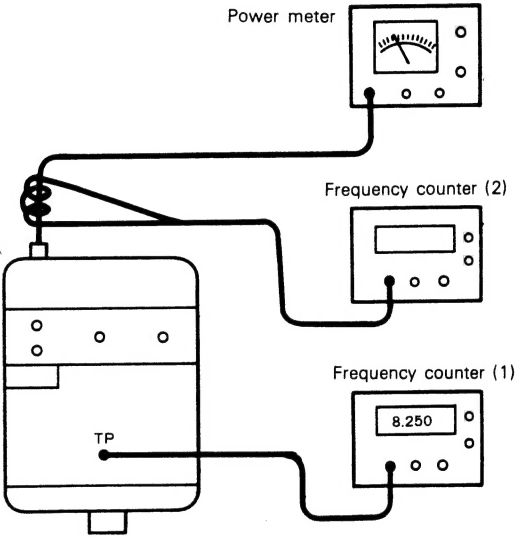 Power meter
Frequency counter (2)
Frequency counter (1)
8.250
TP